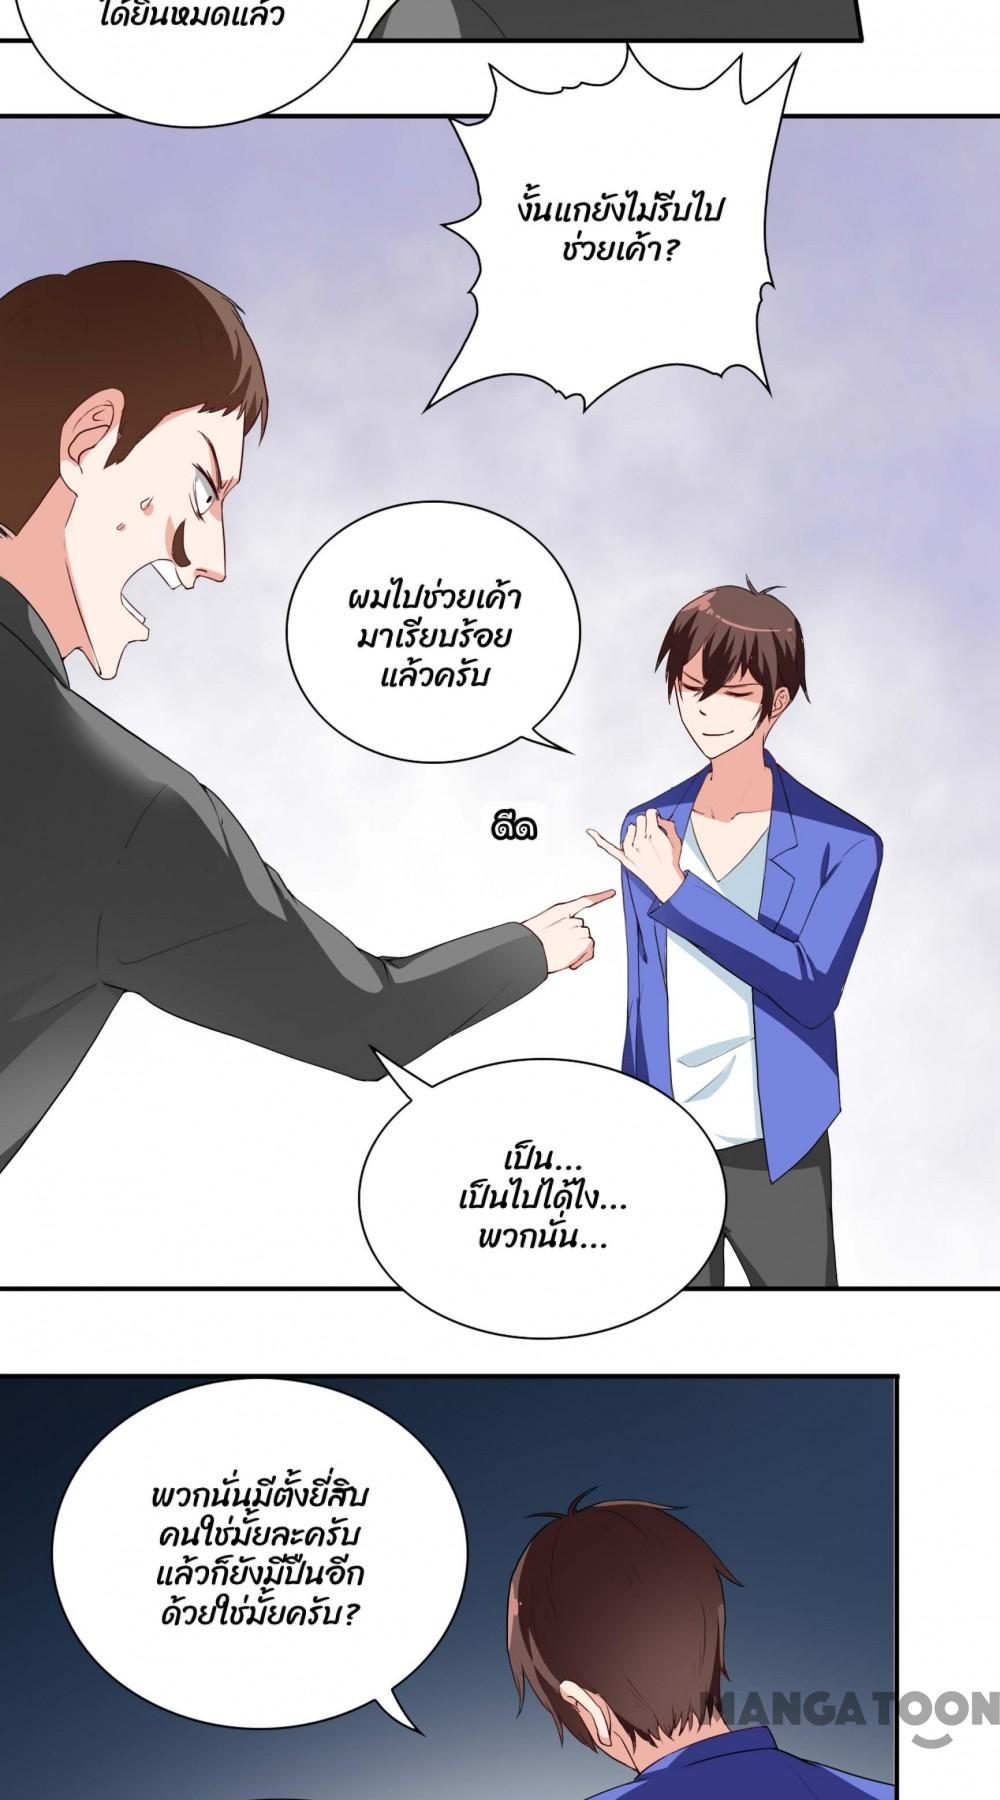 ได้ยินหมดแล้ว
งั้นแกยังไม่รีบไป
ช่วยเค้า?
ผมไปช่วยเค้า
มาเรียบร้อย
แล้วครับ
ดีด
เป็น...
เป็นไปได้ไง...
พวกนั่น...
พวกนั่นมีตั้งยี่สิบ
คนใช่มั้ยละครับ
แล้วก็ยังมีปืนอีก
ด้วยใช่มั้ยครับ?
MANGATOON